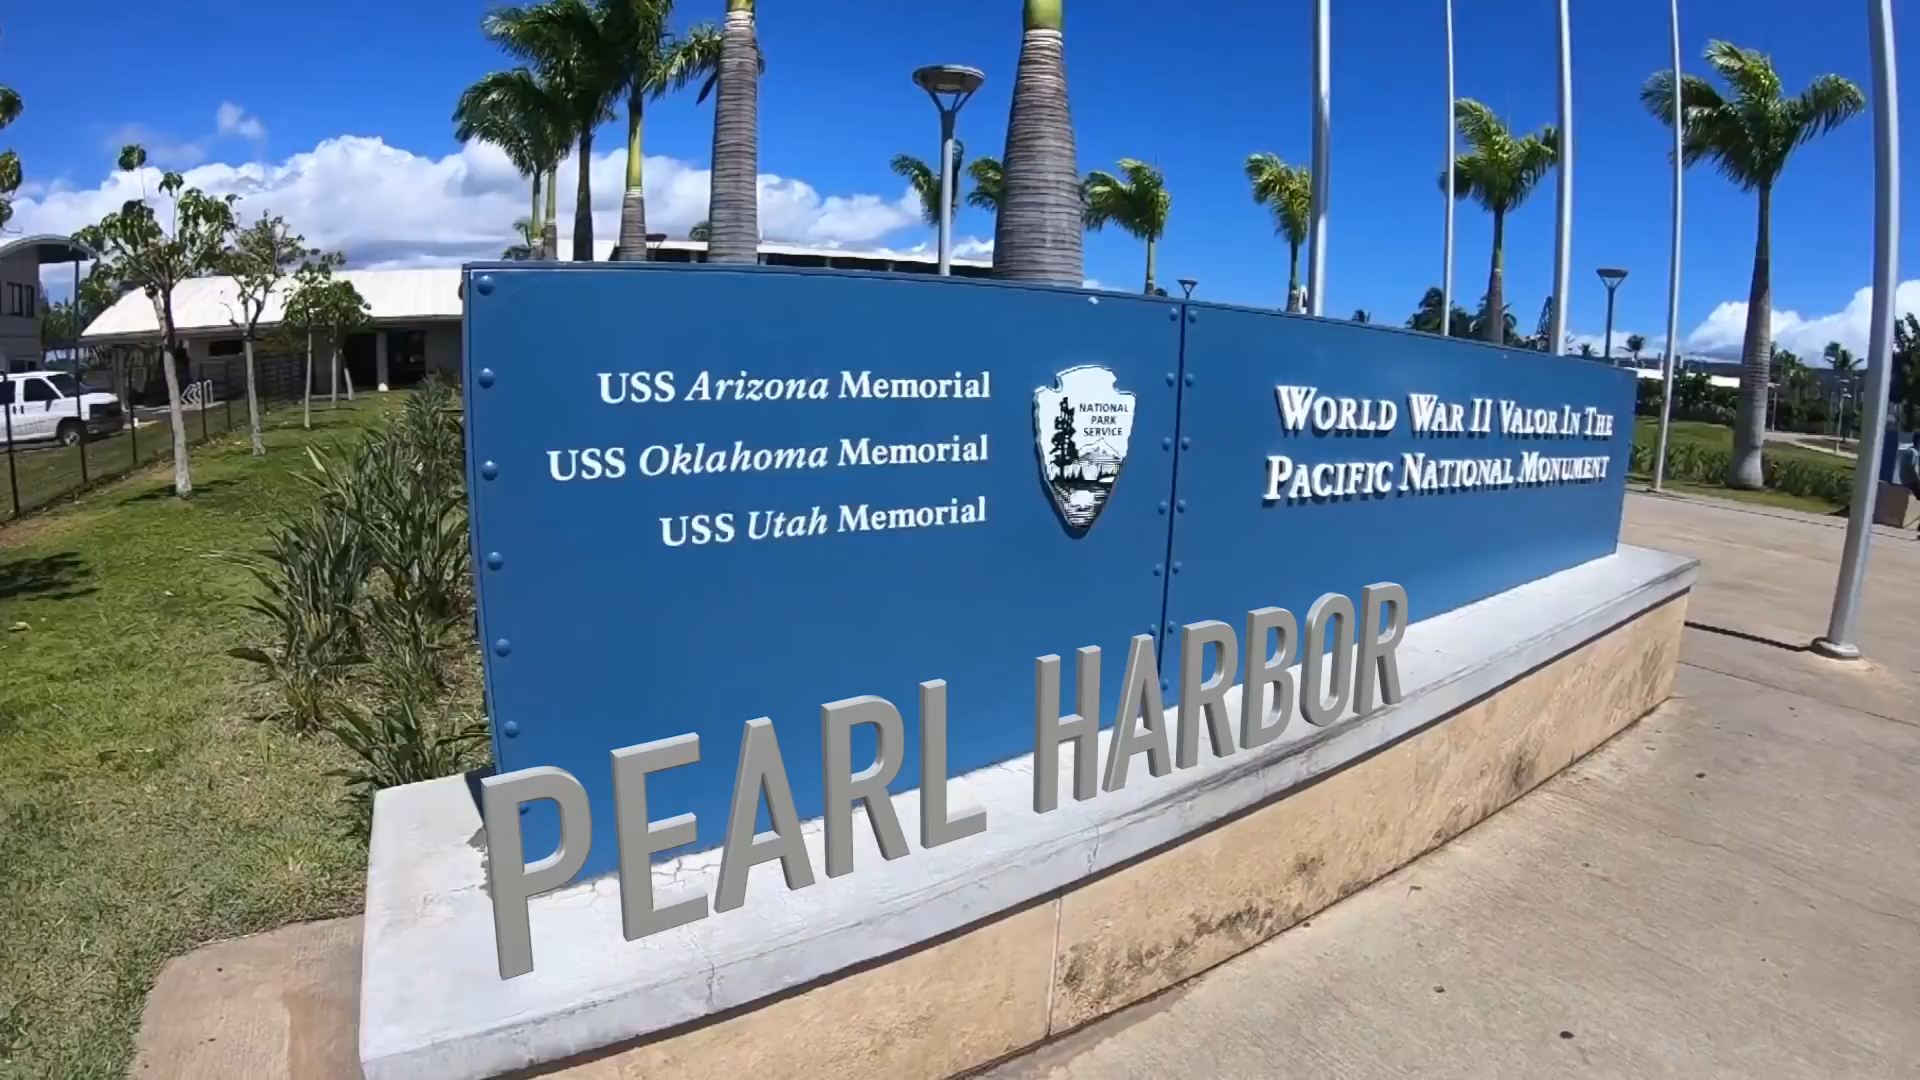 USS Arizona Memorial
USS Oklahoma Memorial
USS Utah Memorial
NATIONAL
PARK
SERVICE
WORLD WAR II VALOR IN THE
PACIFIC NATIONAL MONUMENT
PEARL HARBOR